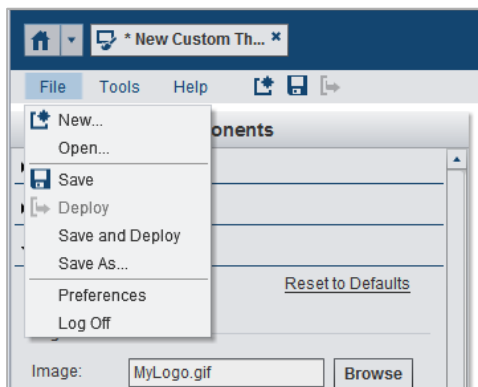 * New Custom Th... ×
File Tools Help
onents
New...
Open...
Save
Deploy
Save and Deploy
Save As...
Preferences
Log Off
Reset to Defaults
Image: MyLogo.gif Browse